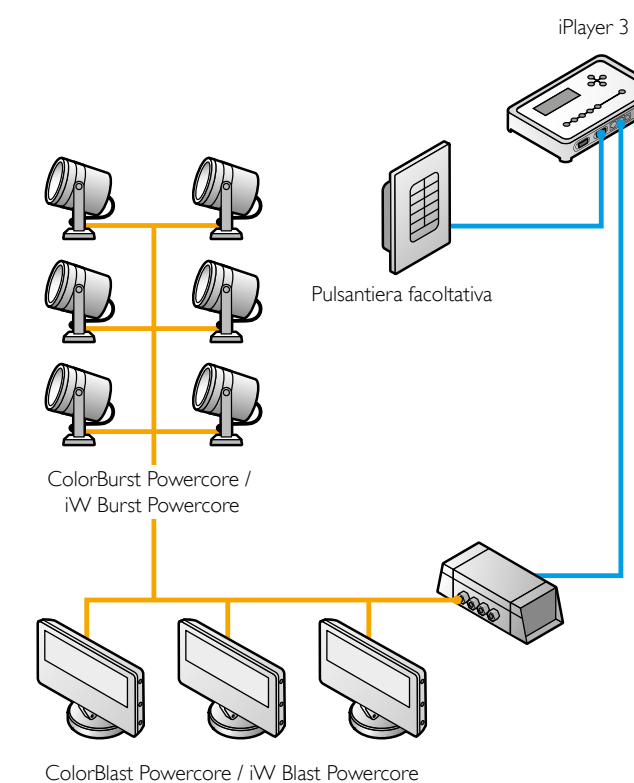 iPlayer 3
Pulsantiera facoltativa
ColorBurst Powercore /
iW Burst Powercore
ColorBlast Powercore / iW Blast Powercore